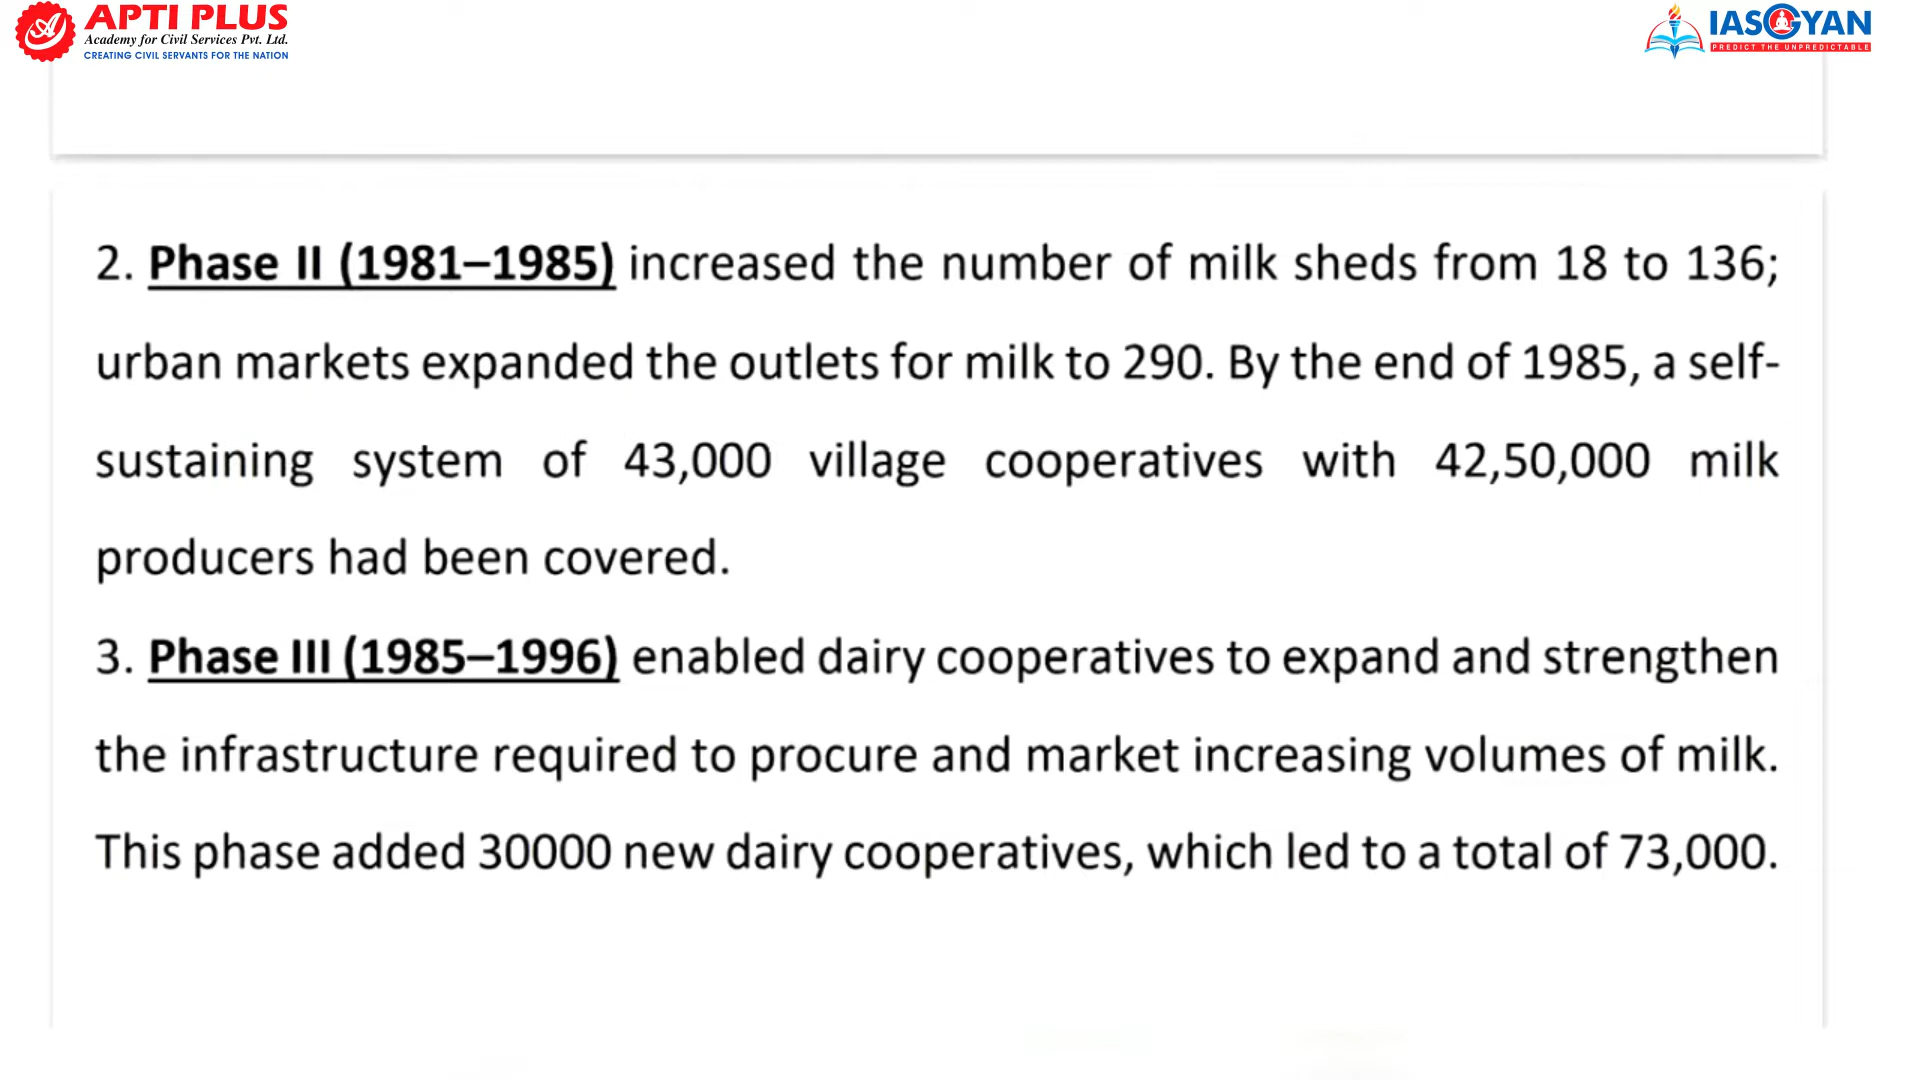 APTI PLUS
Academy for Civil Services Pvt. Ltd.
CREATING CIVIL SERVANTS FOR THE NATION
IASGYAN
PREDICT THE UNPREDICTABLE
2. Phase II (1981–1985) increased the number of milk sheds from 18 to 136;
urban markets expanded the outlets for milk to 290. By the end of 1985, a self-
sustaining system of 43,000 village cooperatives with 42,50,000 milk
producers had been covered.
3. Phase III (1985–1996) enabled dairy cooperatives to expand and strengthen
the infrastructure required to procure and market increasing volumes of milk.
This phase added 30000 new dairy cooperatives, which led to a total of 73,000.